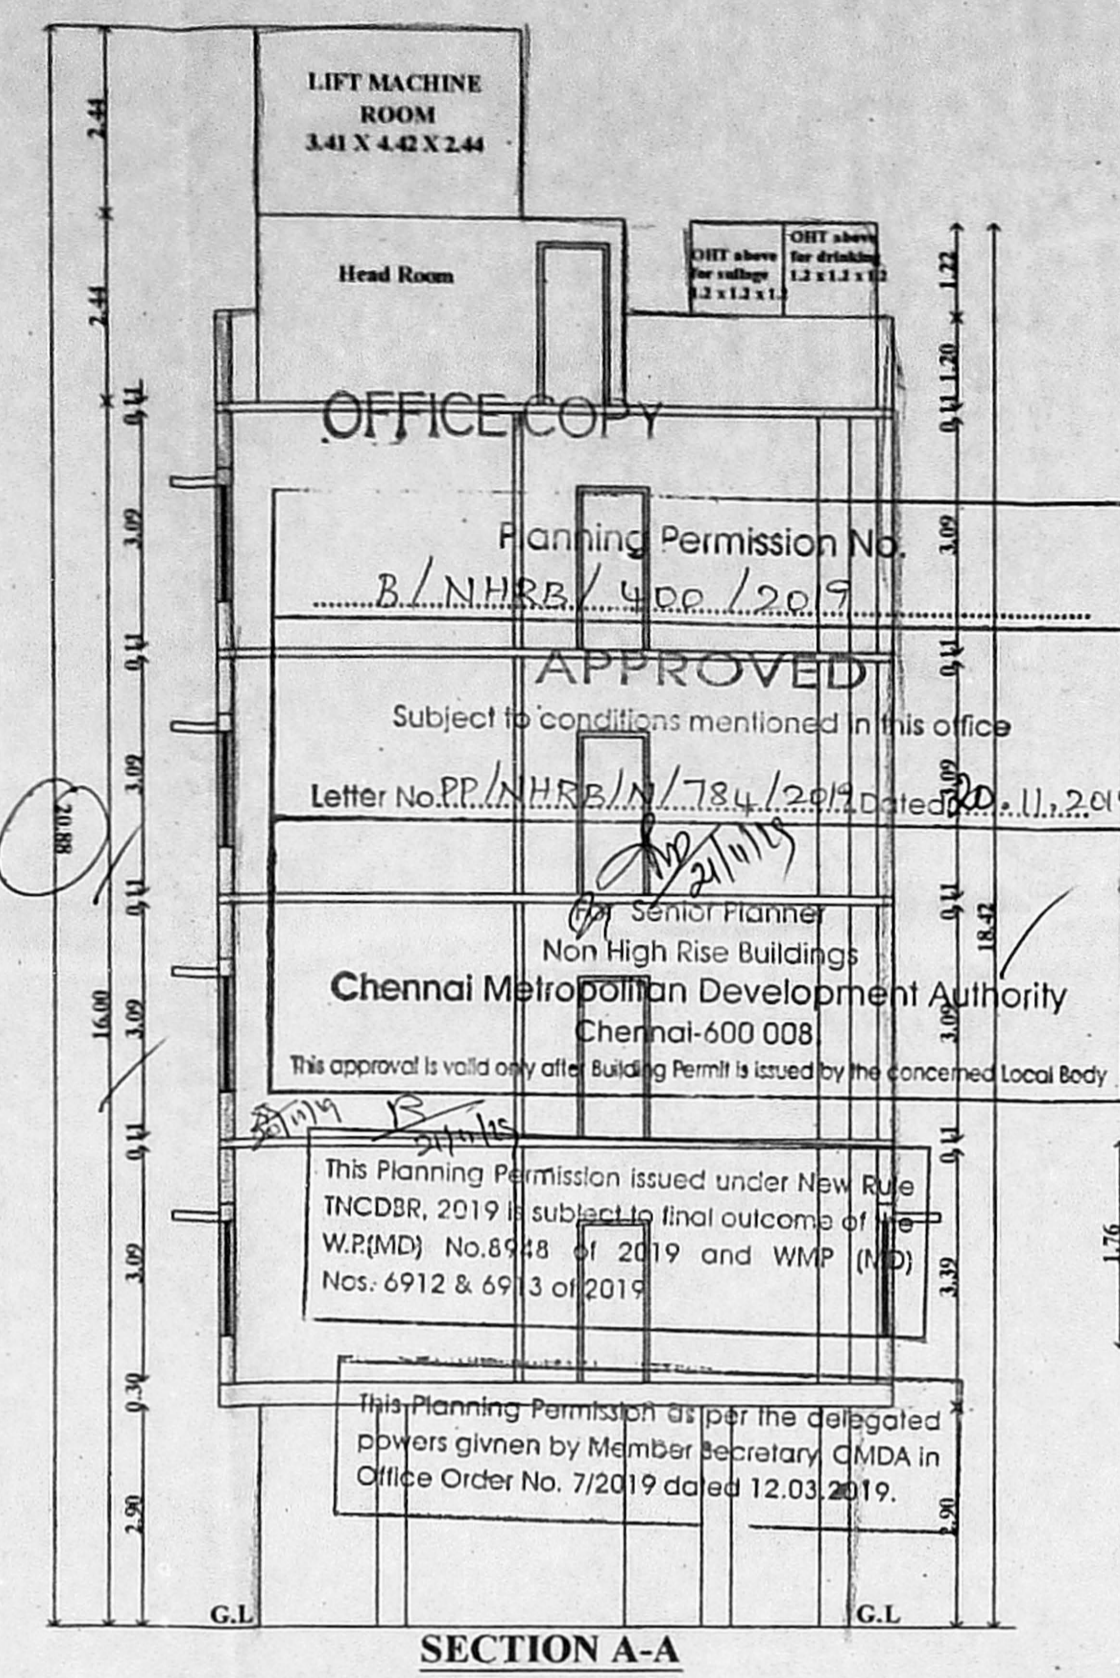 LIFT MACHINE
ROOM
3.41 X 4.42 X 2.44
2.44
Head Room
2.44
OHT above
for sullage
1.2 x 1.2 x 1.2
OHT above
for drinking
1.2 x 1.2 x 1.2
1.22
1.20
0.11
0.11
OFFICE COPY
3.09
3.09
Planning Permission No.
B/NHRB/400/2019
0.11
0.11
APPROVED
Subject to conditions mentioned in this office
3.09
3.09
Letter No.PP/NHRB/N/784/2019 Dated 20.11.2019
20.88
21/11/19
0.11
0.11
18.42
For Senior Planner
Non High Rise Buildings
Chennai Metropolitan Development Authority
Chennai-600 008
16.00
3.09
3.09
This approval is valid only after Building Permit is issued by the concerned Local Body
0.11
0.11
This Planning Permission issued under New Rule
TNCDBR, 2019 is subject to final outcome of the
W.P.(MD) No.8948 of 2019 and WMP (MD)
Nos. 6912 & 6913 of 2019
3.09
3.39
1.76
0.30
This Planning Permission as per the delegated
powers givnen by Member Secretary CMDA in
Office Order No. 7/2019 dated 12.03.2019.
2.90
2.90
G.L
G.L
SECTION A-A